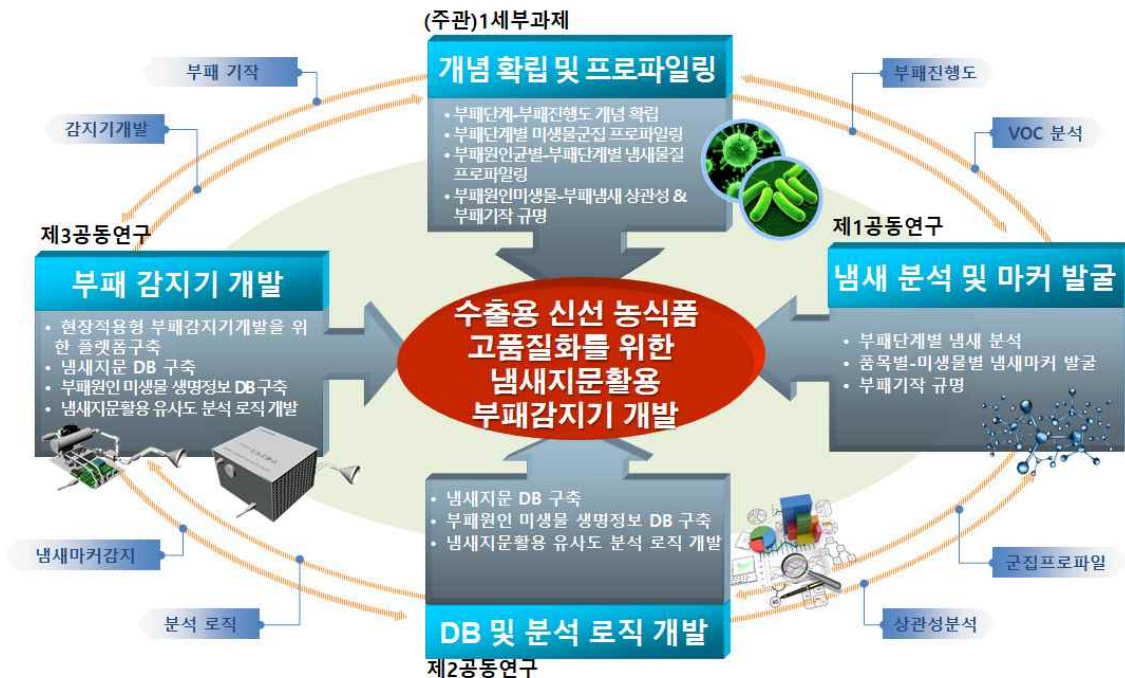 (주관)1세부과제
개념 확립 및 프로파일링
• 부패단계-부패진행도 개념 확립
• 부패단계별 미생물군집 프로파일링
• 부패원인균별-부패단계별 냄새물질
프로파일링
• 부패원인미생물-부패냄새 상관성 &
부패기작 규명
부패 기작
감지기개발
부패진행도
VOC 분석
제3공동연구
부패 감지기 개발
• 현장적용형 부패감지기개발을 위
한 플랫폼구축
• 냄새지문 DB 구축
• 부패원인 미생물 생명정보 DB 구축
• 냄새지문활용 유사도 분석 로직 개발
수출용 신선 농식품
고품질화를 위한
냄새지문활용
부패감지기 개발
제1공동연구
냄새 분석 및 마커 발굴
• 부패단계별 냄새 분석
• 품목별-미생물별 냄새마커 발굴
• 부패기작 규명
• 냄새지문 DB 구축
• 부패원인 미생물 생명정보 DB 구축
• 냄새지문활용 유사도 분석 로직 개발
DB 및 분석 로직 개발
제2공동연구
냄새마커감지
분석 로직
군집프로파일
상관성분석